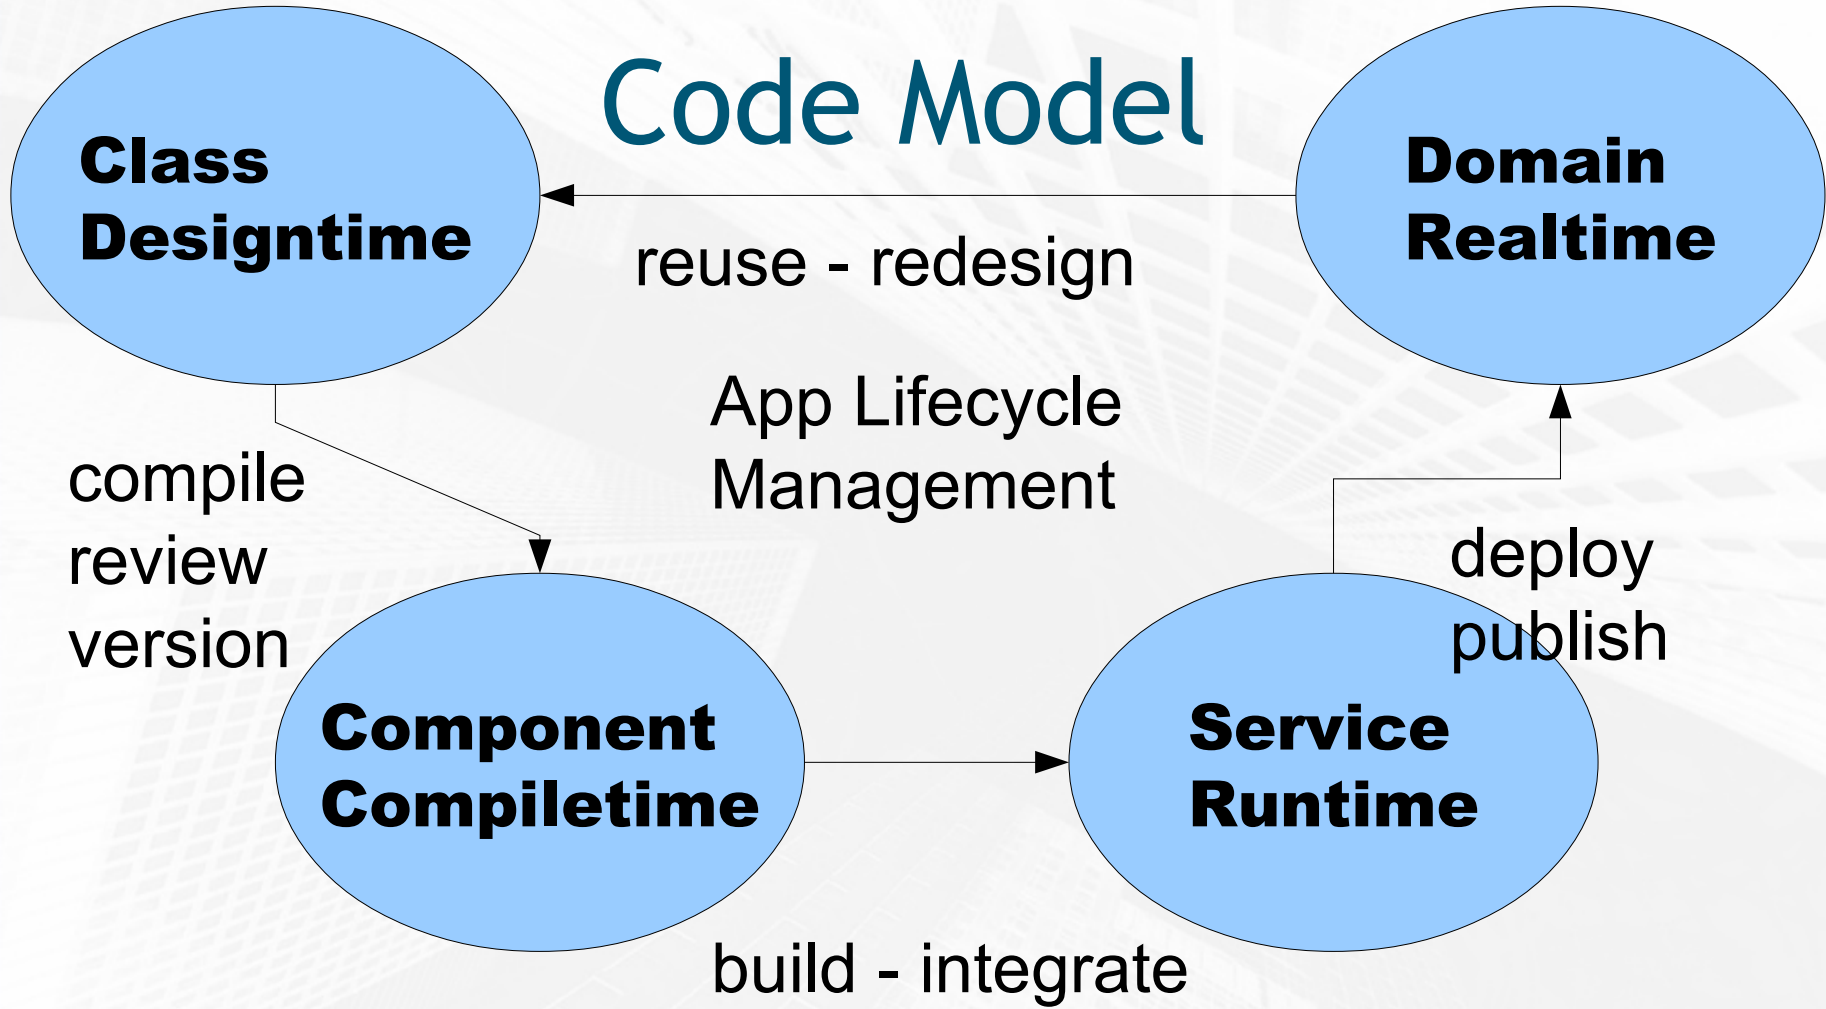 Code Model
Class
Designtime
Domain
Realtime
reuse - redesign
App Lifecycle
Management
compile
review
version
deploy
publish
Component
Compiletime
Service
Runtime
build - integrate